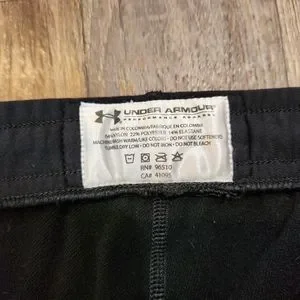 UNDER ARMOUR
PERFORMANCE APPAREL
MADE IN COLOMBIA/FABRIQUE EN COLOMBIE
64% NYLON 22% POLYESTER 14% ELASTANE
MACHINE WASH WARM/LIKE COLORS • DO NOT USE SOFTENERS
TUMBLE DRY LOW • DO NOT IRON • DO NOT BLEACH
RN# 96510
CA# 41095